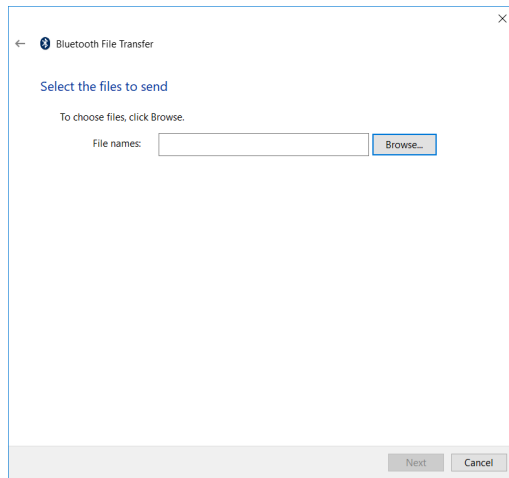 Bluetooth File Transfer
Select the files to send
To choose files, click Browse.
File names:
Browse...
Next
Cancel